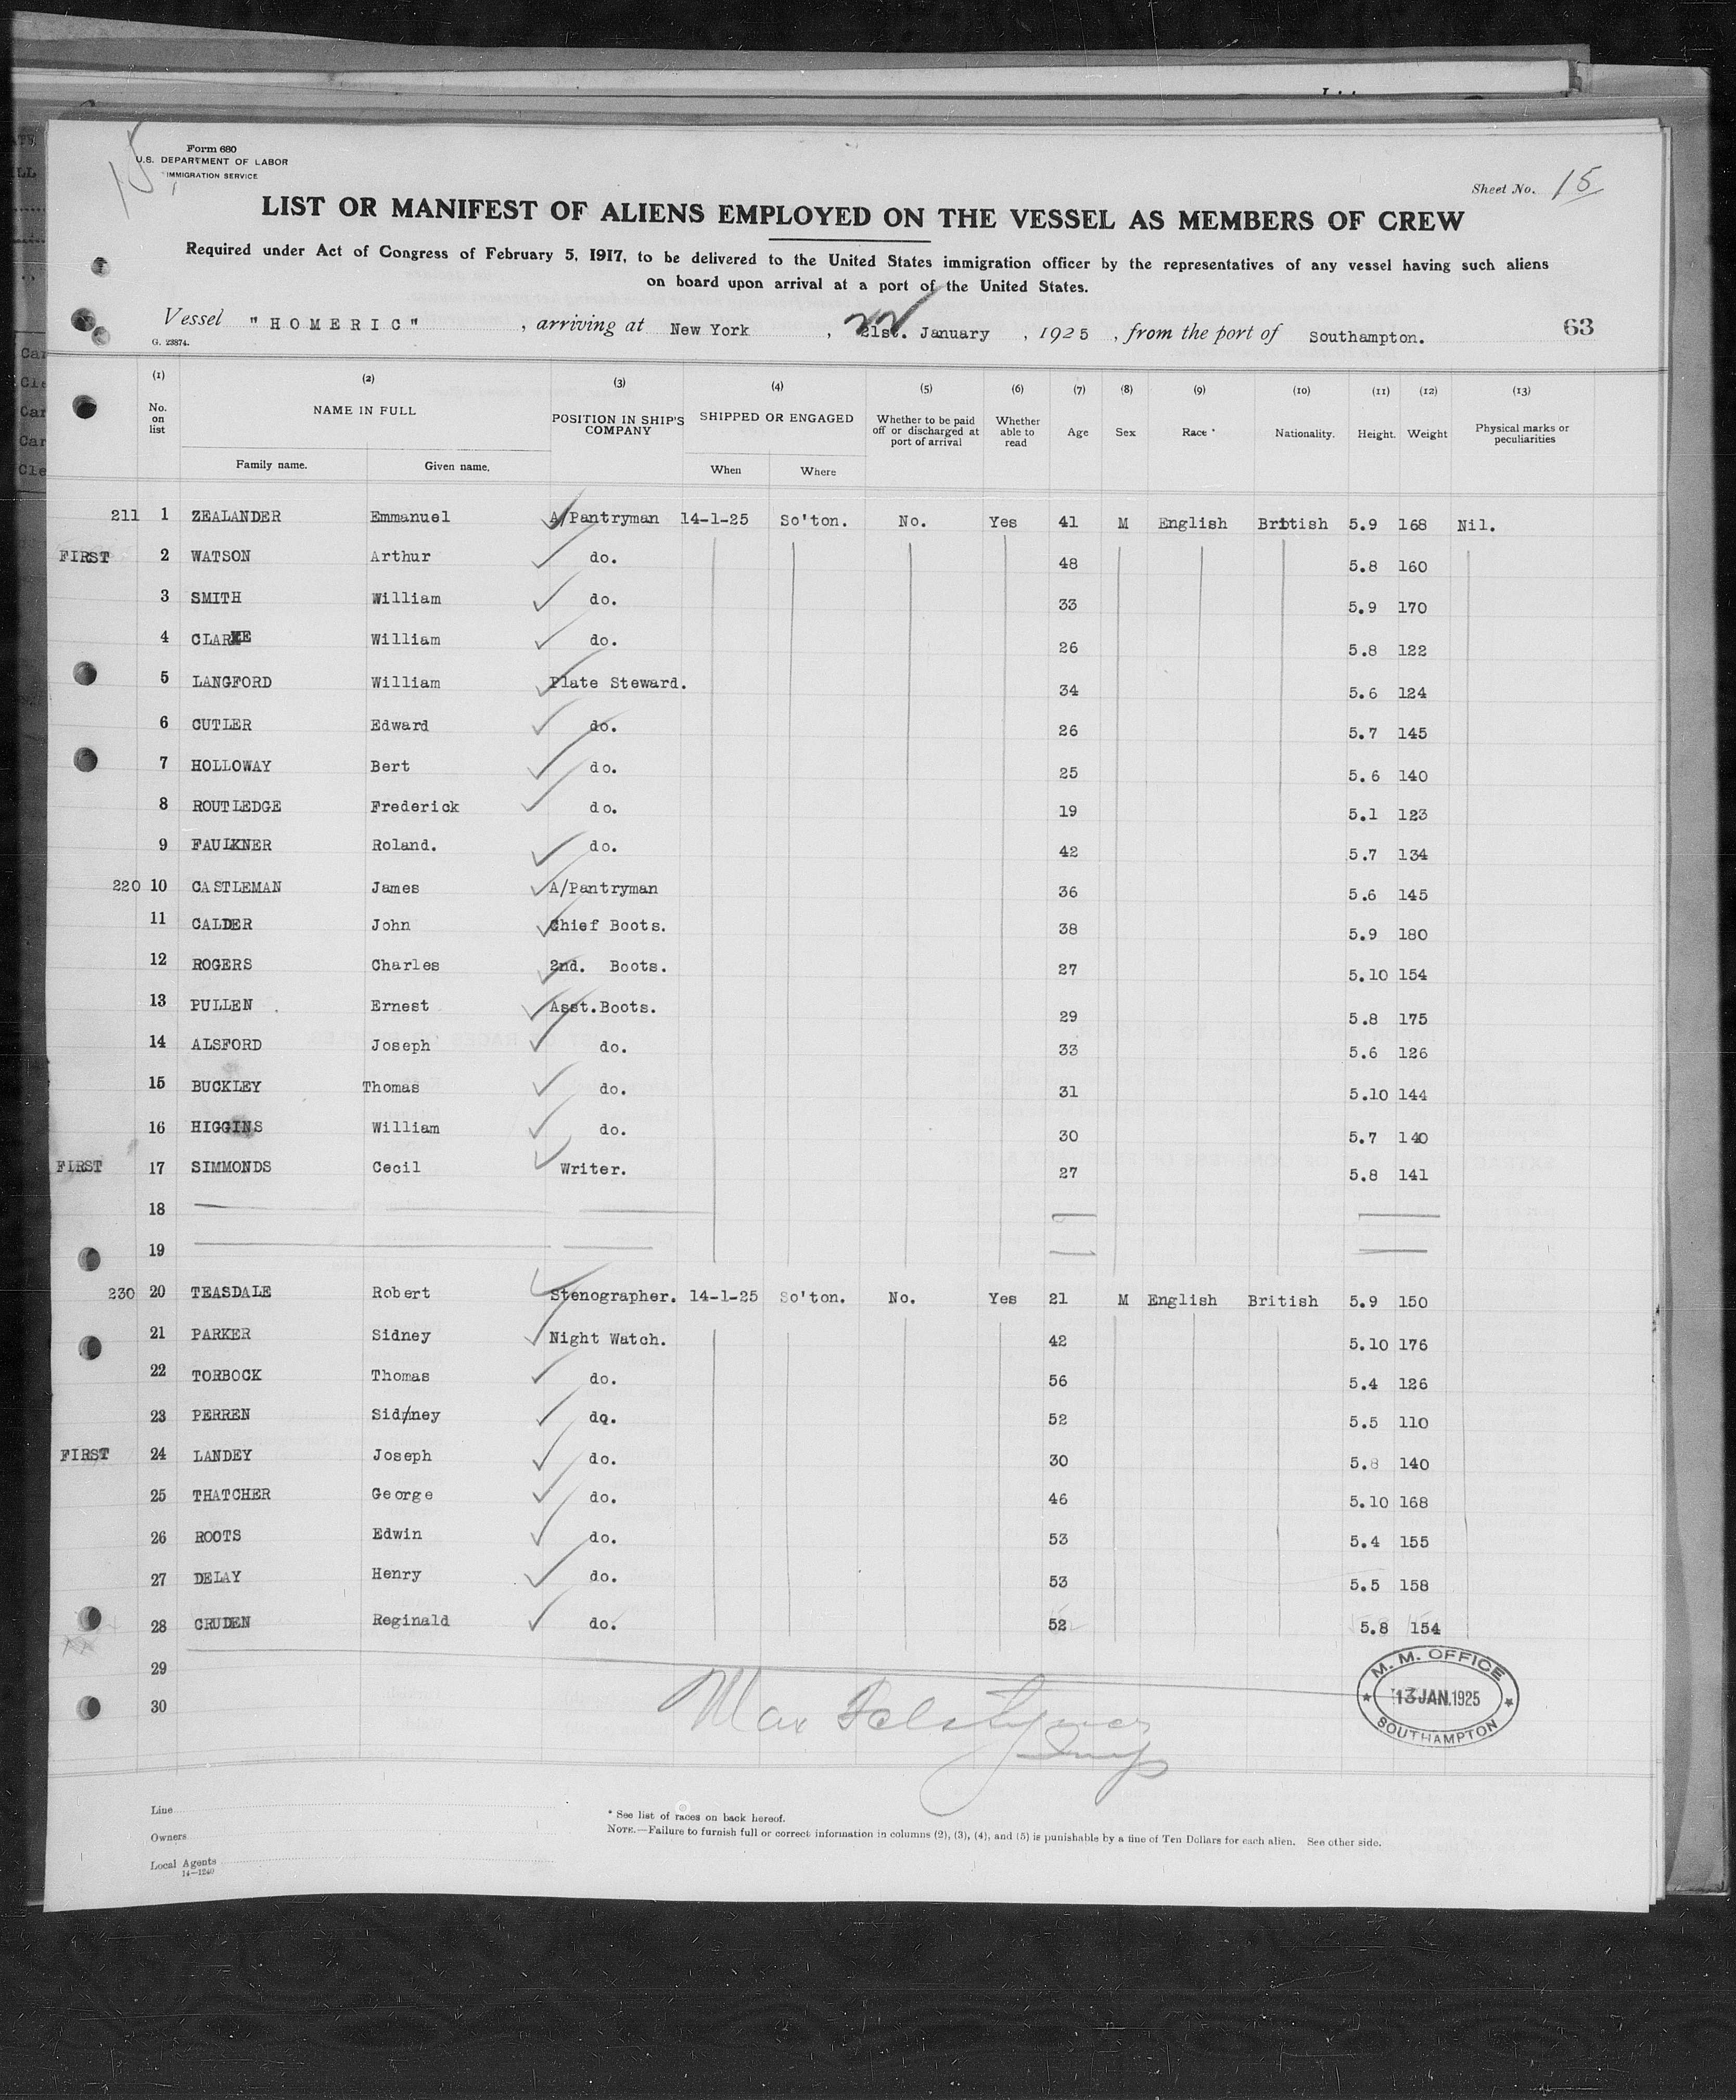 Form 680
U.S. DEPARTMENT OF LABOR
IMMIGRATION SERVICE
15
Sheet No. 15
LIST OR MANIFEST OF ALIENS EMPLOYED ON THE VESSEL AS MEMBERS OF CREW
Required under Act of Congress of February 5, 1917, to be delivered to the United States immigration officer by the representatives of any vessel having such aliens
on board upon arrival at a port of the United States.
Vessel "HOMERIC" , arriving at New York , 21st. January , 1925 , from the port of Southampton. 63
22
G. 23874.
(1) (2) (3) (4) (5) (6) (7) (8) (9) (10) (11) (12) (13)
No. on list NAME IN FULL POSITION IN SHIP'S COMPANY SHIPPED OR ENGAGED Whether to be paid off or discharged at port of arrival Whether able to read Age Sex Race * Nationality. Height. Weight Physical marks or peculiarities
Family name. Given name. When Where
211 1 ZEALANDER Emmanuel A/Pantryman 14-1-25 So'ton. No. Yes 41 M English British 5.9 168 Nil.
FIRST 2 WATSON Arthur do. 48 5.8 160
3 SMITH William do. 33 5.9 170
4 CLARKE William do. 26 5.8 122
5 LANGFORD William Plate Steward. 34 5.6 124
6 CUTLER Edward do. 26 5.7 145
7 HOLLOWAY Bert do. 25 5.6 140
8 ROUTLEDGE Frederick do. 19 5.1 123
9 FAULKNER Roland. do. 42 5.7 134
220 10 CASTLEMAN James A/Pantryman 36 5.6 145
11 CALDER John Chief Boots. 38 5.9 180
12 ROGERS Charles 2nd. Boots. 27 5.10 154
13 PULLEN Ernest Asst.Boots. 29 5.8 175
14 ALSFORD Joseph do. 33 5.6 126
15 BUCKLEY Thomas do. 31 5.10 144
16 HIGGINS William do. 30 5.7 140
FIRST 17 SIMMONDS Cecil Writer. 27 5.8 141
18
19
230 20 TEASDALE Robert Stenographer. 14-1-25 So'ton. No. Yes 21 M English British 5.9 150
21 PARKER Sidney Night Watch. 42 5.10 176
22 TORBOCK Thomas do. 56 5.4 126
23 PERREN Sid/ney do. 52 5.5 110
FIRST 24 LANDEY Joseph do. 30 5.8 140
25 THATCHER George do. 46 5.10 168
26 ROOTS Edwin do. 53 5.4 155
27 DELAY Henry do. 53 5.5 158
28 CRUDEN Reginald do. 52 5.8 154
29
30
M. M. OFFICE
13 JAN. 1925
SOUTHAMPTON
Line
Owners
Local Agents
14—1240
* See list of races on back hereof.
NOTE.—Failure to furnish full or correct information in columns (2), (3), (4), and (5) is punishable by a fine of Ten Dollars for each alien. See other side.